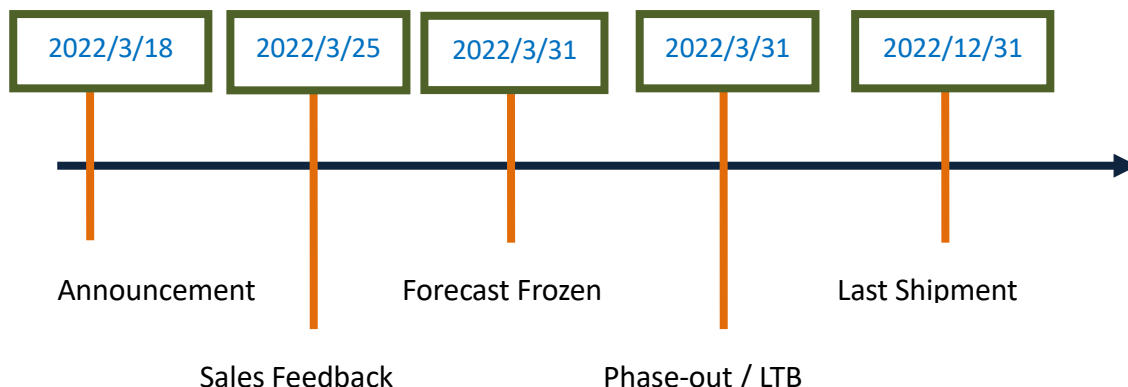 2022/3/18
2022/3/25
2022/3/31
2022/3/31
2022/12/31
Announcement
Forecast Frozen
Last Shipment
Sales Feedback
Phase-out / LTB